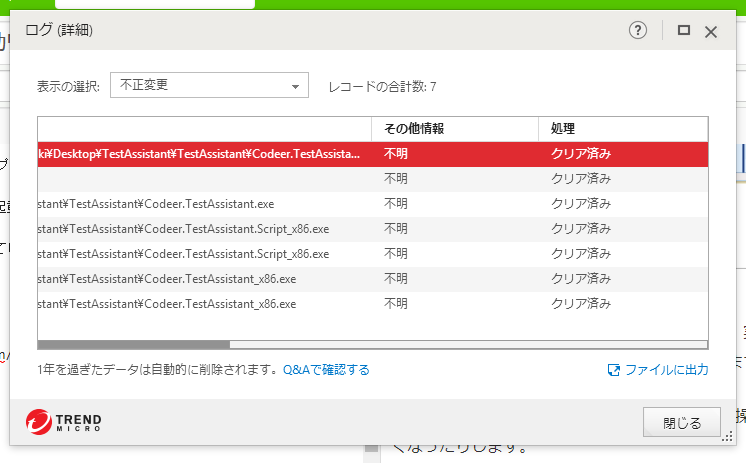 ログ (詳細)
表示の選択: 不正変更 レコードの合計数: 7
その他情報 処理
ki¥Desktop¥TestAssistant¥TestAssistant¥Codeer.TestAssista... 不明 クリア済み
不明 クリア済み
stant¥TestAssistant¥Codeer.TestAssistant.exe 不明 クリア済み
stant¥TestAssistant¥Codeer.TestAssistant.Script_x86.exe 不明 クリア済み
stant¥TestAssistant¥Codeer.TestAssistant.Script_x86.exe 不明 クリア済み
stant¥TestAssistant¥Codeer.TestAssistant_x86.exe 不明 クリア済み
stant¥TestAssistant¥Codeer.TestAssistant_x86.exe 不明 クリア済み
1年を過ぎたデータは自動的に削除されます。Q&Aで確認する ファイルに出力
TREND
MICRO
閉じる
くなったりします。